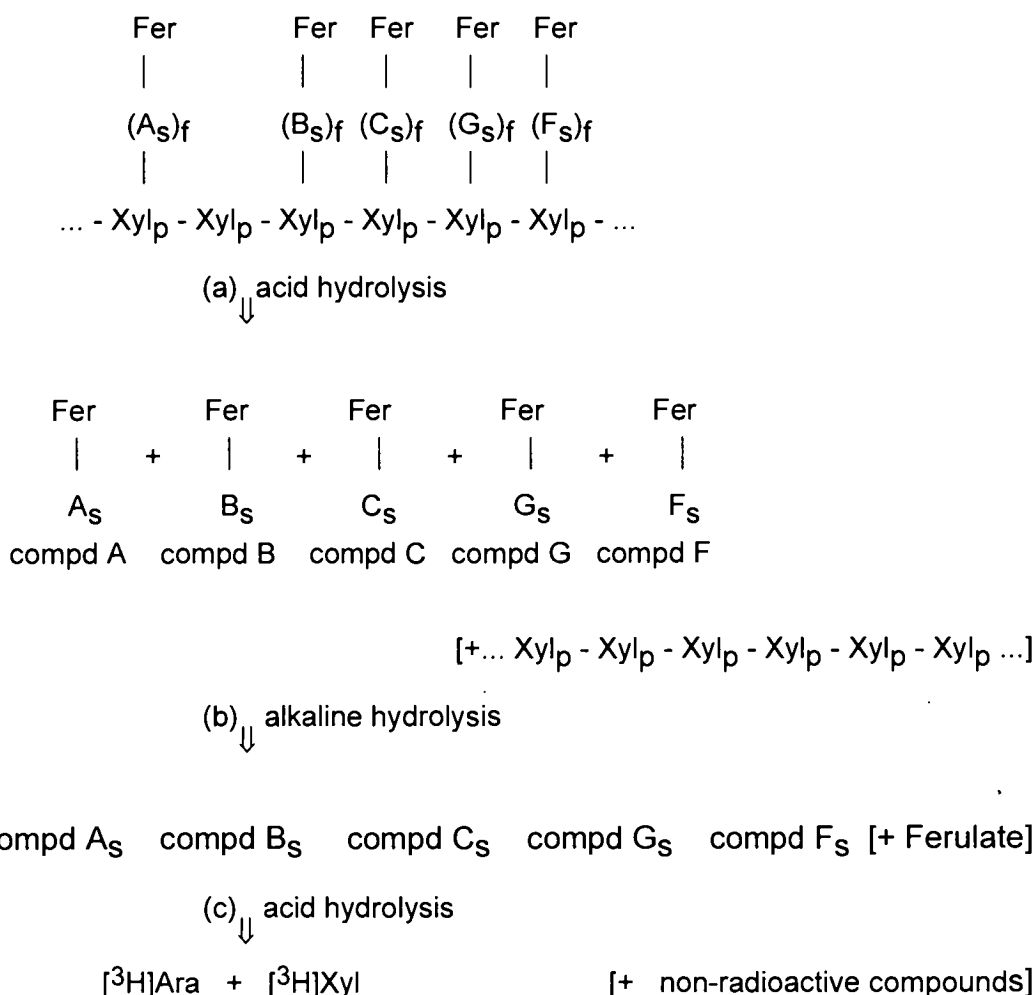 Fer Fer Fer Fer Fer
| | | | |
(As)f (Bs)f (Cs)f (Gs)f (Fs)f
| | | | |
... - Xylp - Xylp - Xylp - Xylp - Xylp - Xylp - ...
(a) ⇓ acid hydrolysis
Fer Fer Fer Fer Fer
| + | + | + | + |
As Bs Cs Gs Fs
compd A compd B compd C compd G compd F
[+... Xylp - Xylp - Xylp - Xylp - Xylp - Xylp ...]
(b) ⇓ alkaline hydrolysis
ompd As compd Bs compd Cs compd Gs compd Fs [+ Ferulate]
(c) ⇓ acid hydrolysis
[3H]Ara + [3H]Xyl [+ non-radioactive compounds]